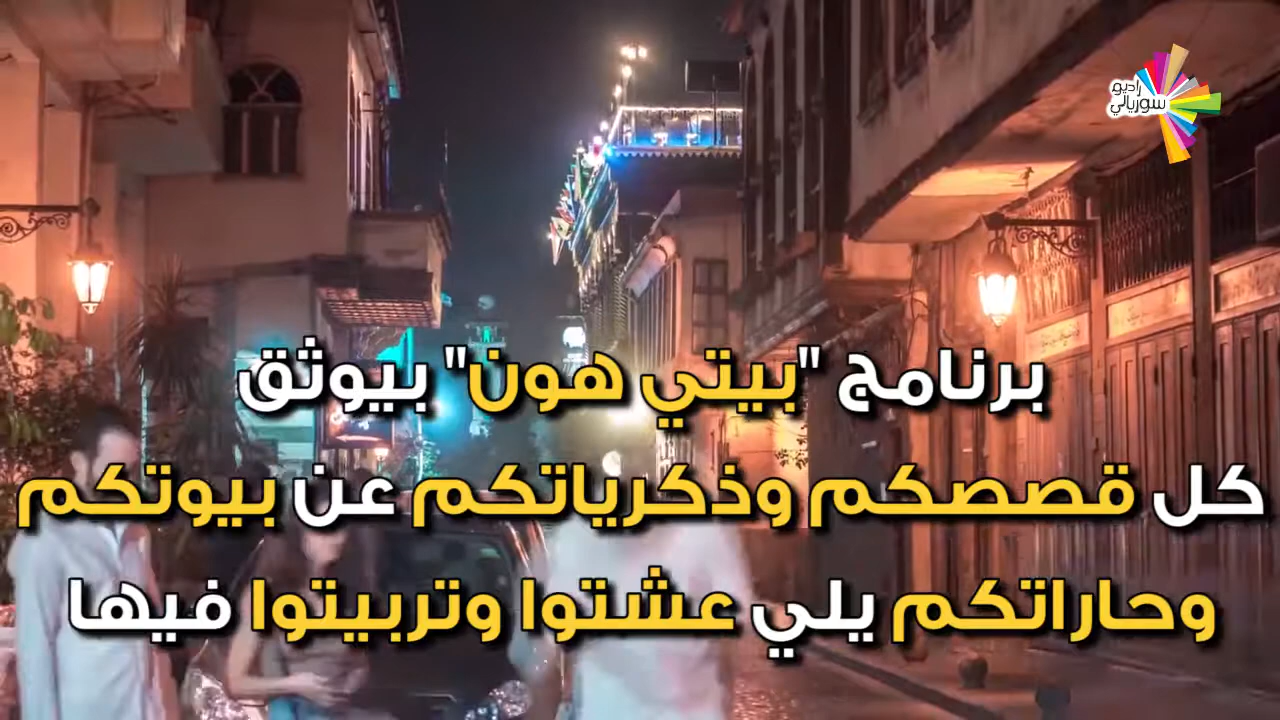 راديو
سوريالي
برنامج "بيتي هون" بيوثق
كل قصصكم وذكرياتكم عن بيوتكم
وحاراتكم يلي عشتوا وتربيتوا فيها